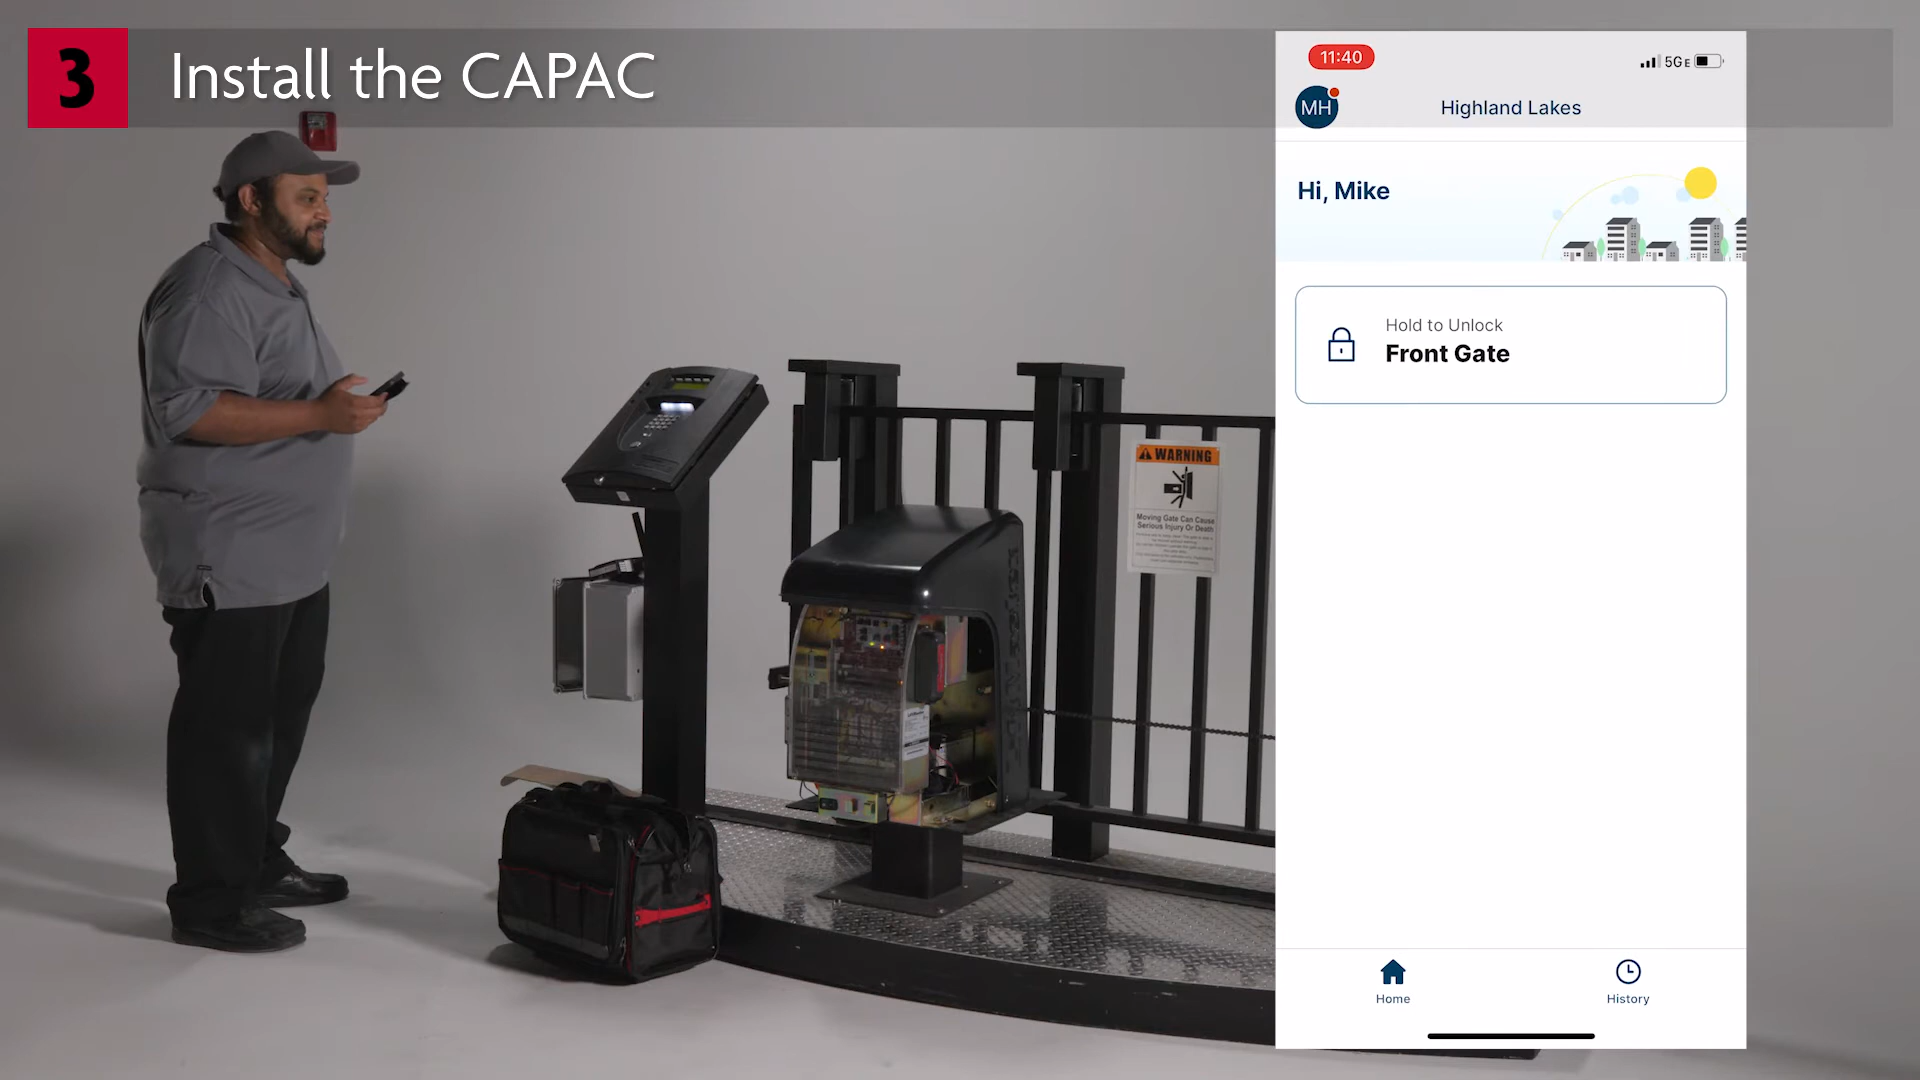 3 Install the CAPAC
11:40
5GE
MH
Highland Lakes
Hi, Mike
Hold to Unlock
Front Gate
Home
History
WARNING
Moving Gate Can Cause
Serious Injury Or Death